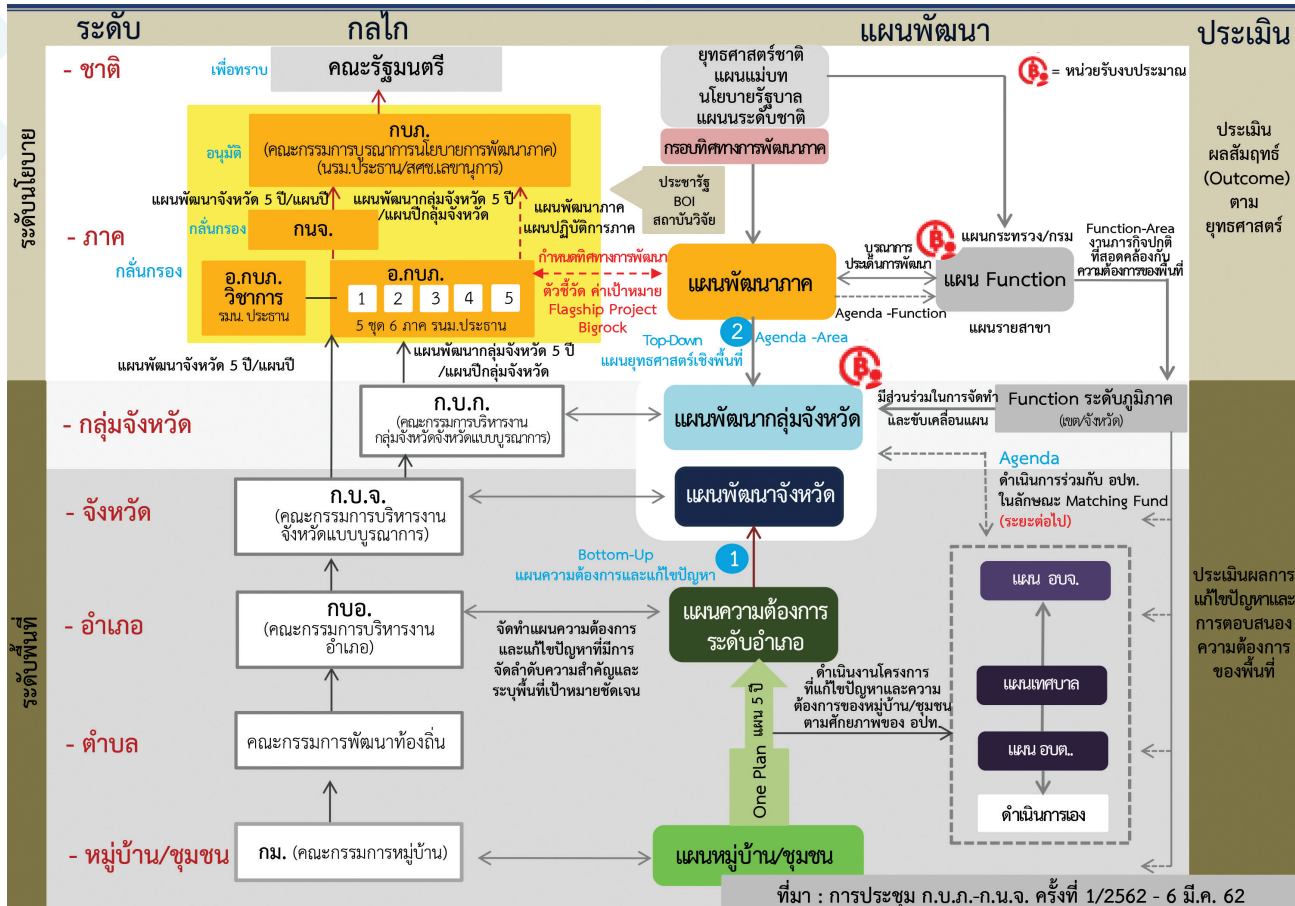 ระดับ
กลไก
แผนพัฒนา
ประเมิน
ระดับนโยบาย
- ชาติ
เพื่อทราบ
คณะรัฐมนตรี
ยุทธศาสตร์ชาติ
แผนแม่บท
นโยบายรัฐบาล
แผนนระดับชาติ
= หน่วยรับงบประมาณ
กรอบทิศทางการพัฒนาภาค
อนุมัติ
กบภ.
(คณะกรรมการบูรณาการนโยบายการพัฒนาภาค)
(นรม.ประธาน/สศช.เลขานุการ)
ประชารัฐ
BOI
สถาบันวิจัย
ประเมิน
ผลสัมฤทธ์
(Outcome)
ตาม
ยุทธศาสตร์
แผนพัฒนาจังหวัด 5 ปี/แผนปี
แผนพัฒนากลุ่มจังหวัด 5 ปี
/แผนปีกลุ่มจังหวัด
แผนพัฒนาภาค
แผนปฏิบัติการภาค
- ภาค
กลั่นกรอง
กนจ.
กลั่นกรอง
อ.กบภ.
วิชาการ
รมน. ประธาน
อ.กบภ.
1 2 3 4 5
5 ชุด 6 ภาค รนม.ประธาน
กำหนดทิศทางการพัฒนา
ตัวชี้วัด ค่าเป้าหมาย
Flagship Project
Bigrock
แผนพัฒนาภาค
บูรณาการ
ประเด็นการพัฒนา
Agenda -Function
แผนกระทรวง/กรม
แผน Function
แผนรายสาขา
Function-Area
งานภารกิจปกติ
ที่สอดคล้องกับ
ความต้องการของพื้นที่
แผนพัฒนาจังหวัด 5 ปี/แผนปี
แผนพัฒนากลุ่มจังหวัด 5 ปี
/แผนปีกลุ่มจังหวัด
Top-Down
แผนยุทธศาสตร์เชิงพื้นที่
2
Agenda -Area
ระดับพื้นที่
- กลุ่มจังหวัด
ก.บ.ก.
(คณะกรรมการบริหารงาน
กลุ่มจังหวัดจังหวัดแบบบูรณาการ)
แผนพัฒนากลุ่มจังหวัด
มีส่วนร่วมในการจัดทำ
และขับเคลื่อนแผน
Function ระดับภูมิภาค
(เขต/จังหวัด)
- จังหวัด
ก.บ.จ.
(คณะกรรมการบริหารงาน
จังหวัดแบบบูรณาการ)
แผนพัฒนาจังหวัด
Agenda
ดำเนินการร่วมกับ อปท.
ในลักษณะ Matching Fund
(ระยะต่อไป)
Bottom-Up
แผนความต้องการและแก้ไขปัญหา
1
- อำเภอ
กบอ.
(คณะกรรมการบริหารงาน
อำเภอ)
จัดทำแผนความต้องการ
และแก้ไขปัญหาที่มีการ
จัดลำดับความสำคัญและ
ระบุพื้นที่เป้าหมายชัดเจน
แผนความต้องการ
ระดับอำเภอ
แผน อบจ.
ประเมินผลการ
แก้ไขปัญหาและ
การตอบสนอง
ความต้องการ
ของพื้นที่
ดำเนินงานโครงการ
ที่แก้ไขปัญหาและความ
ต้องการของหมู่บ้าน/ชุมชน
ตามศักยภาพของ อปท.
แผนเทศบาล
One Plan แผน 5 ปี
- ตำบล
คณะกรรมการพัฒนาท้องถิ่น
แผน อบต..
ดำเนินการเอง
- หมู่บ้าน/ชุมชน
กม. (คณะกรรมการหมู่บ้าน)
แผนหมู่บ้าน/ชุมชน
ที่มา : การประชุม ก.บ.ภ.-ก.น.จ. ครั้งที่ 1/2562 - 6 มี.ค. 62